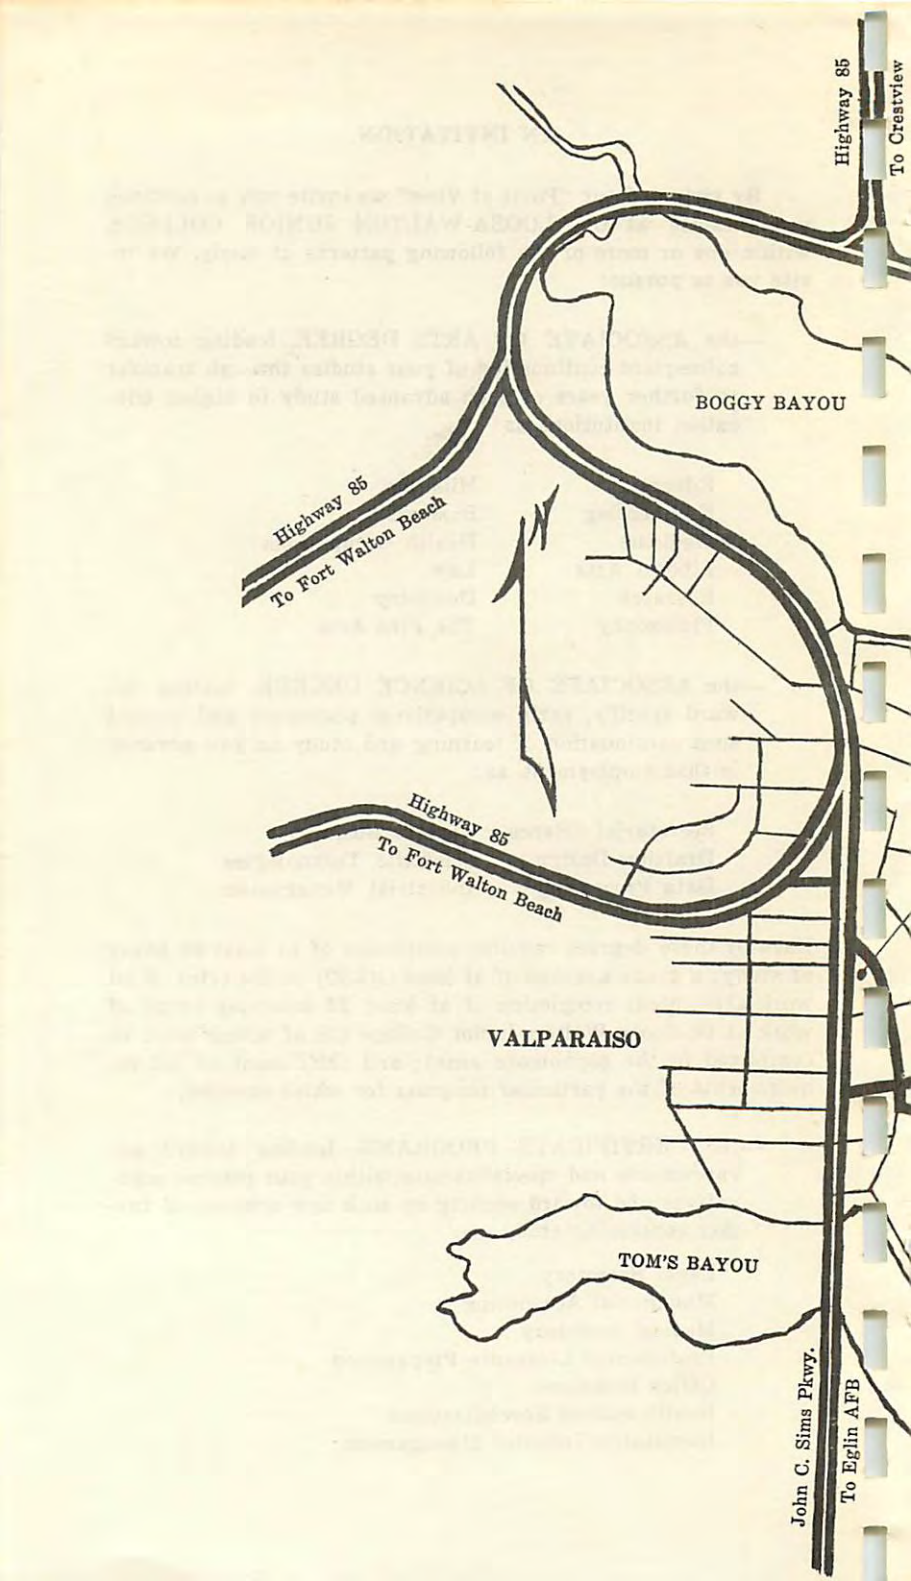 Highway 85
To Crestview
BOGGY BAYOU
Highway 85
To Fort Walton Beach
N
Highway 85
To Fort Walton Beach
VALPARAISO
TOM'S BAYOU
John C. Sims Pkwy.
To Eglin AFB